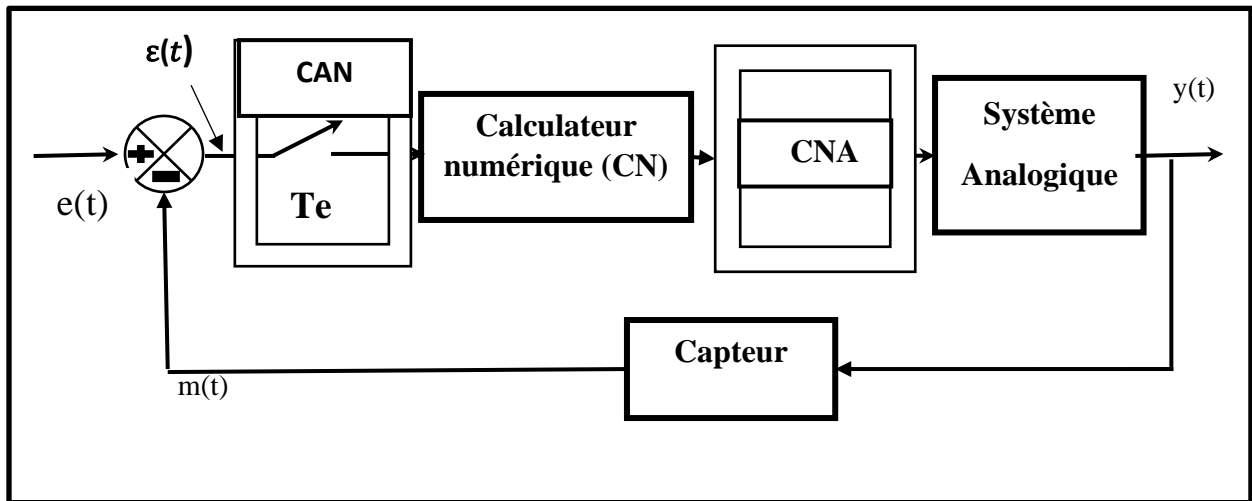 ε(t)
CAN
Te
Calculateur
numérique (CN)
CNA
Système
Analogique
y(t)
e(t)
Capteur
m(t)